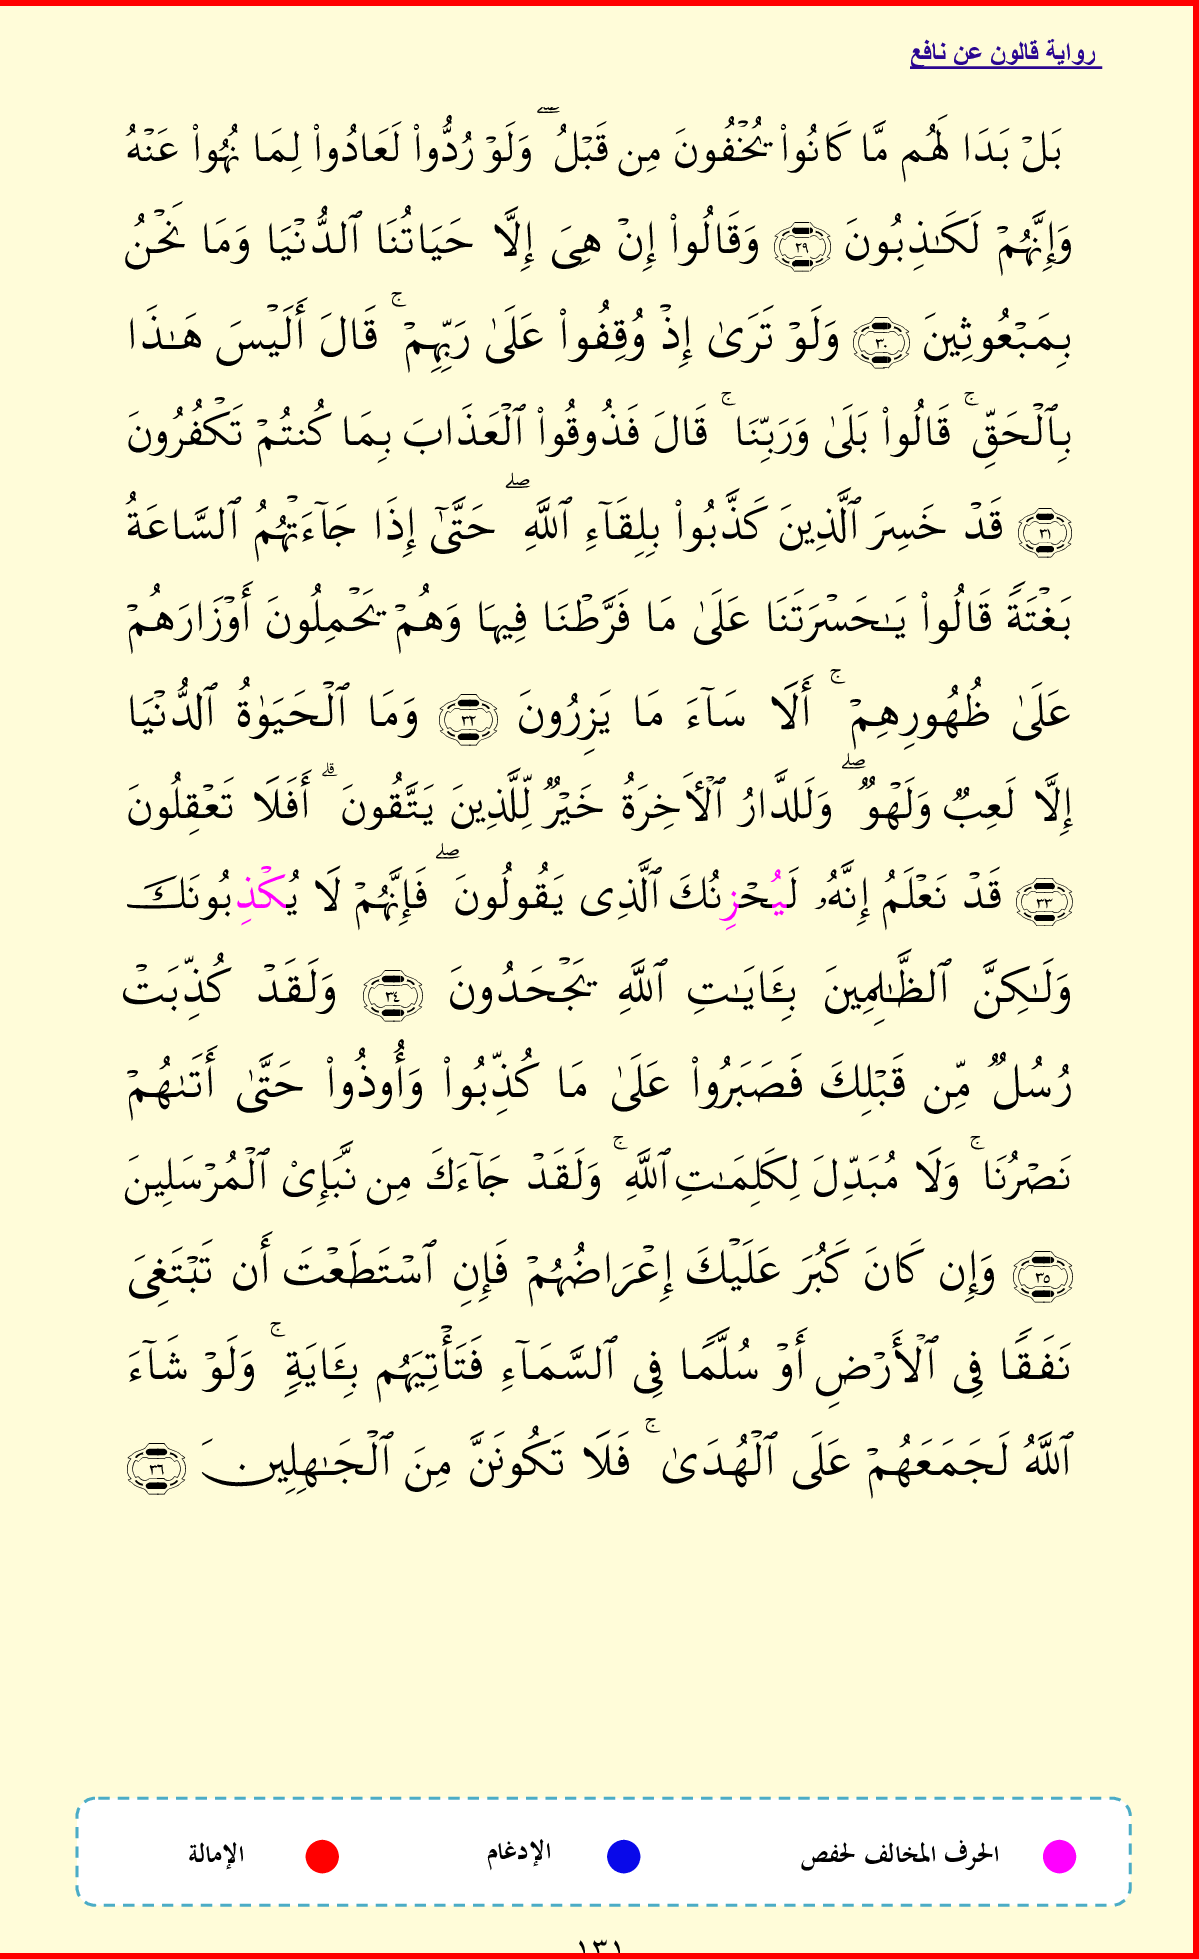 رواية قالون عن نافع
بَلْ بَدَا لَهُم مَّا كَانُوا۟ يُخْفُونَ مِن قَبْلُ ۖ وَلَوْ رُدُّوا۟ لَعَادُوا۟ لِمَا نُهُوا۟ عَنْهُ
وَإِنَّهُمْ لَكَـٰذِبُونَ ٢٩ وَقَالُوا۟ إِنْ هِىَ إِلَّا حَيَاتُنَا ٱلدُّنْيَا وَمَا نَحْنُ
بِمَبْعُوثِينَ ٣٠ وَلَوْ تَرَىٰ إِذْ وُقِفُوا۟ عَلَىٰ رَبِّهِمْ ۚ قَالَ أَلَيْسَ هَـٰذَا
بِٱلْحَقِّ ۚ قَالُوا۟ بَلَىٰ وَرَبِّنَا ۚ قَالَ فَذُوقُوا۟ ٱلْعَذَابَ بِمَا كُنتُمْ تَكْفُرُونَ
٣١ قَدْ خَسِرَ ٱلَّذِينَ كَذَّبُوا۟ بِلِقَآءِ ٱللَّهِ ۖ حَتَّىٰٓ إِذَا جَآءَتْهُمُ ٱلسَّاعَةُ
بَغْتَةً قَالُوا۟ يَـٰحَسْرَتَنَا عَلَىٰ مَا فَرَّطْنَا فِيهَا وَهُمْ يَحْمِلُونَ أَوْزَارَهُمْ
عَلَىٰ ظُهُورِهِمْ ۚ أَلَا سَآءَ مَا يَزِرُونَ ٣٢ وَمَا ٱلْحَيَوٰةُ ٱلدُّنْيَا
إِلَّا لَعِبٌ وَلَهْوٌ ۖ وَلَلدَّارُ ٱلْأَخِرَةُ خَيْرٌ لِّلَّذِينَ يَتَّقُونَ ۗ أَفَلَا تَعْقِلُونَ
٣٣ قَدْ نَعْلَمُ إِنَّهُۥ لَيُحْزِنُكَ ٱلَّذِى يَقُولُونَ ۖ فَإِنَّهُمْ لَا يُكْذِبُونَكَ
وَلَـٰكِنَّ ٱلظَّـٰلِمِينَ بِـَٔايَـٰتِ ٱللَّهِ يَجْحَدُونَ ٣٤ وَلَقَدْ كُذِّبَتْ
رُسُلٌ مِّن قَبْلِكَ فَصَبَرُوا۟ عَلَىٰ مَا كُذِّبُوا۟ وَأُوذُوا۟ حَتَّىٰ أَتَىٰهُمْ
نَصْرُنَا ۚ وَلَا مُبَدِّلَ لِكَلِمَـٰتِ ٱللَّهِ ۚ وَلَقَدْ جَآءَكَ مِن نَّبَإِىْ ٱلْمُرْسَلِينَ
٣٥ وَإِن كَانَ كَبُرَ عَلَيْكَ إِعْرَاضُهُمْ فَإِنِ ٱسْتَطَعْتَ أَن تَبْتَغِىَ
نَفَقًا فِى ٱلْأَرْضِ أَوْ سُلَّمًا فِى ٱلسَّمَآءِ فَتَأْتِيَهُم بِـَٔايَةٍ ۚ وَلَوْ شَآءَ
ٱللَّهُ لَجَمَعَهُمْ عَلَى ٱلْهُدَىٰ ۚ فَلَا تَكُونَنَّ مِنَ ٱلْجَـٰهِلِينَ ٣٦
الحرف المخالف لحفص الإدغام الإمالة
١٣١